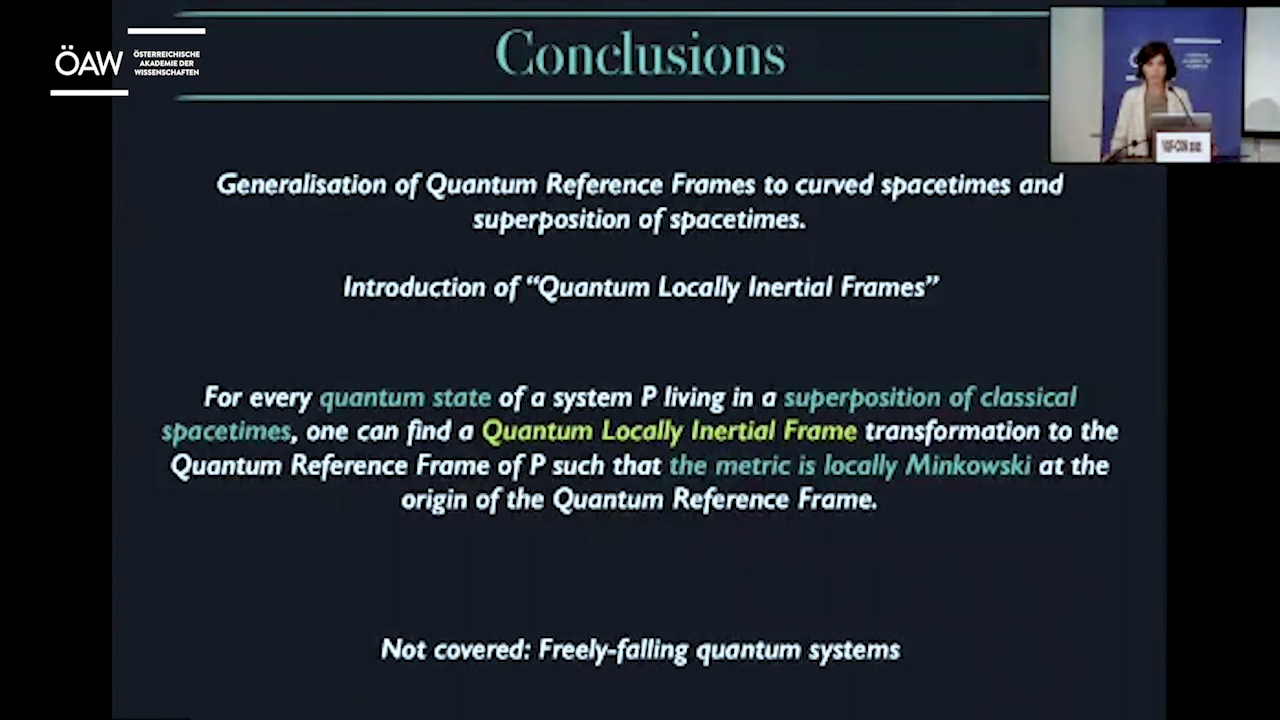 ÖAW
ÖSTERREICHISCHE
AKADEMIE DER
WISSENSCHAFTEN
Conclusions
Generalisation of Quantum Reference Frames to curved spacetimes and
superposition of spacetimes.
Introduction of “Quantum Locally Inertial Frames”
For every quantum state of a system P living in a superposition of classical
spacetimes, one can find a Quantum Locally Inertial Frame transformation to the
Quantum Reference Frame of P such that the metric is locally Minkowski at the
origin of the Quantum Reference Frame.
Not covered: Freely-falling quantum systems